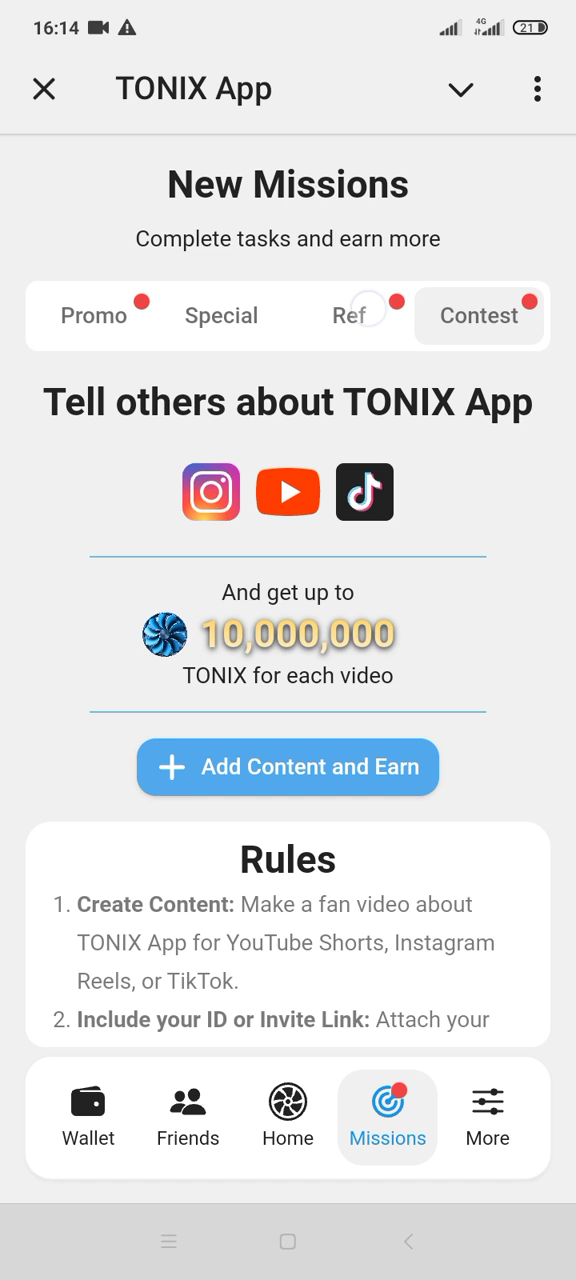 16:14
4G
21
TONIX App
New Missions
Complete tasks and earn more
Promo Special Ref Contest
Tell others about TONIX App
And get up to
10,000,000
TONIX for each video
Add Content and Earn
Rules
1. Create Content: Make a fan video about
TONIX App for YouTube Shorts, Instagram
Reels, or TikTok.
2. Include your ID or Invite Link: Attach your
Wallet Friends Home Missions More